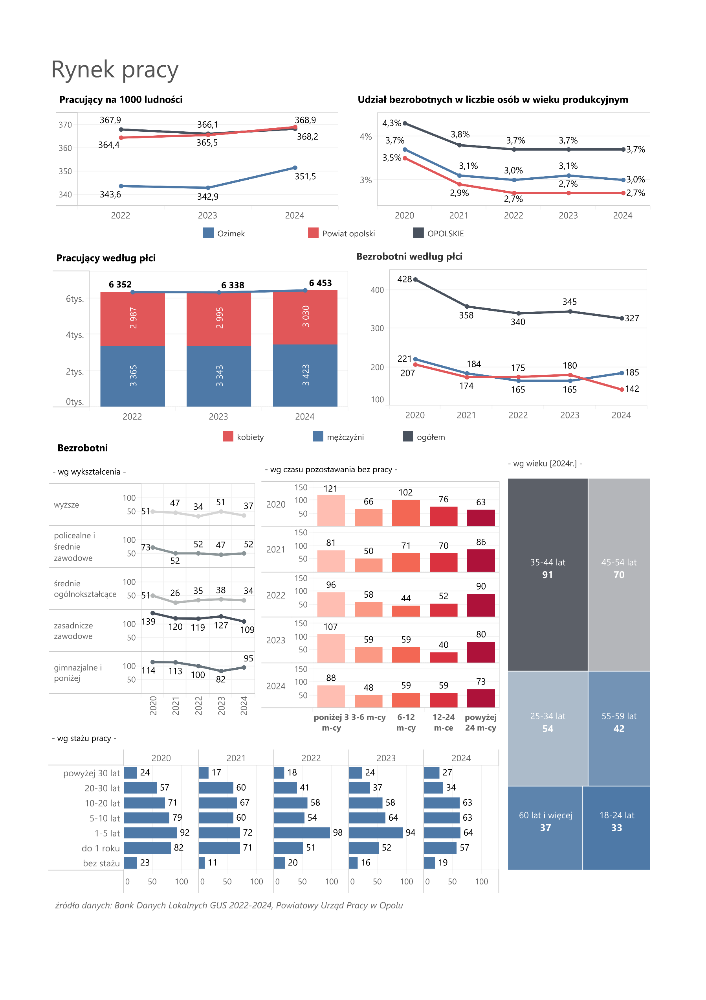 Rynek pracy
Pracujący na 1000 ludności
370
360
350
340
367,9
366,1
368,9
364,4
365,5
368,2
343,6
342,9
351,5
2022 2023 2024
Udział bezrobotnych w liczbie osób w wieku produkcyjnym
4%
3%
4,3%
3,8%
3,7%
3,7%
3,7%
3,7%
3,1%
3,0%
3,1%
3,0%
3,5%
2,9%
2,7%
2,7%
2,7%
2020 2021 2022 2023 2024
Ozimek Powiat opolski OPOLSKIE
Pracujący według płci
6tys.
4tys.
2tys.
0tys.
6 352 6 338 6 453
2 987 2 995 3 030
3 365 3 343 3 423
2022 2023 2024
Bezrobotni według płci
400
300
200
100
428 358 340 345 327
221 184 175 180 185
207 174 165 165 142
2020 2021 2022 2023 2024
kobiety mężczyźni ogółem
Bezrobotni
- wg wykształcenia -
wyższe
100
50
51 47 34 51 37
policealne i
średnie
zawodowe
100
50
73 52 52 47 52
średnie
ogólnokształcące
100
50
51 26 35 38 34
zasadnicze
zawodowe
100
50
139 120 119 127 109
gimnazjalne i
poniżej
100
50
114 113 100 82 95
2020 2021 2022 2023 2024
- wg czasu pozostawania bez pracy -
2020
150
100
50
121 66 102 76 63
2021
150
100
50
81 50 71 70 86
2022
150
100
50
96 58 44 52 90
2023
150
100
50
107 59 59 40 80
2024
150
100
50
88 48 59 59 73
poniżej 3 3-6 m-cy 6-12 12-24 powyżej
m-cy m-cy m-ce 24 m-cy
- wg wieku [2024r.] -
35-44 lat
91
45-54 lat
70
25-34 lat
54
55-59 lat
42
60 lat i więcej
37
18-24 lat
33
- wg stażu pracy -
2020 2021 2022 2023 2024
powyżej 30 lat 24 17 18 24 27
20-30 lat 57 60 41 37 34
10-20 lat 71 67 58 58 63
5-10 lat 79 60 54 64 63
1-5 lat 92 72 98 94 64
do 1 roku 82 71 51 52 57
bez stażu 23 11 20 16 19
0 50 100 0 50 100 0 50 100 0 50 100 0 50 100
źródło danych: Bank Danych Lokalnych GUS 2022-2024, Powiatowy Urząd Pracy w Opolu